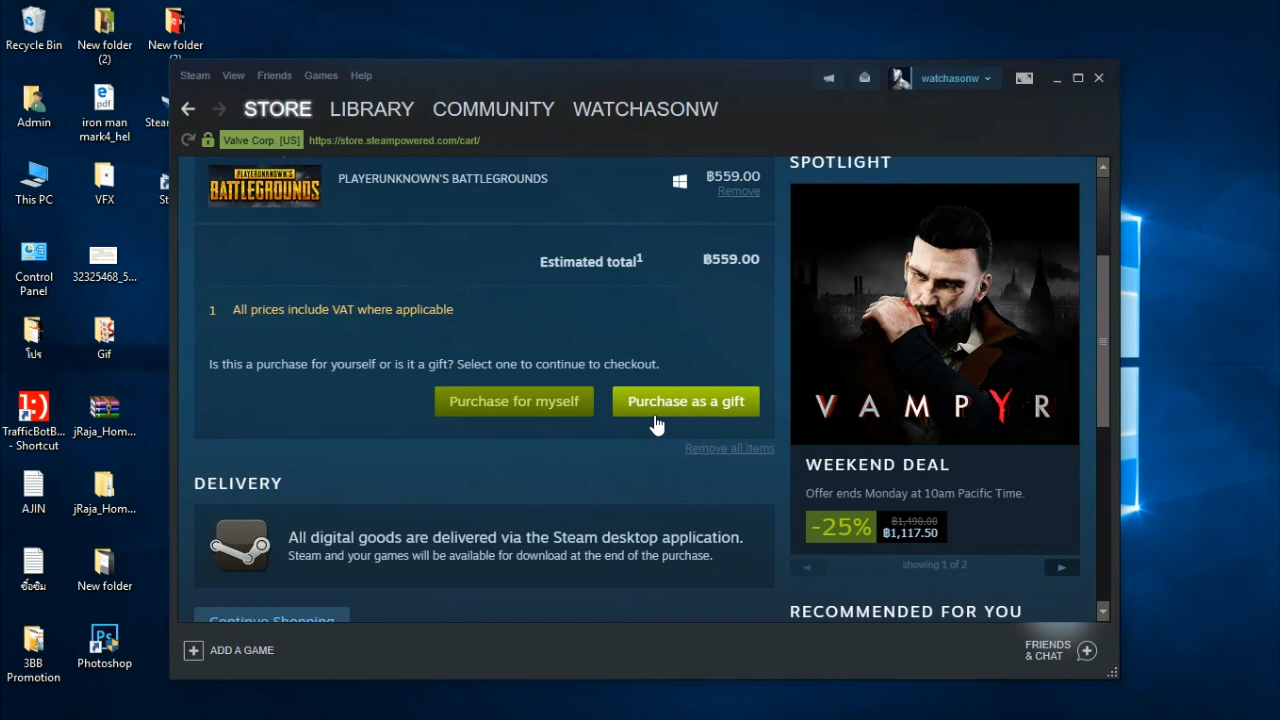 Recycle Bin
New folder
(2)
New folder
Admin
iron man
mark4_hel
Steam
This PC
VFX
Control
Panel
32325468_5...
โปร
Gif
TrafficBotB...
- Shortcut
jRaja_Hom...
AJIN
jRaja_Hom...
ซื่อซิม
New folder
3BB
Promotion
Photoshop
Steam View Friends Games Help
watchasonw
STORE LIBRARY COMMUNITY WATCHASONW
Valve Corp. [US] https://store.steampowered.com/cart/
PLAYERUNKNOWN'S
BATTLEGROUNDS
PLAYERUNKNOWN'S BATTLEGROUNDS
฿559.00
Remove
Estimated total¹ ฿559.00
1 All prices include VAT where applicable
Is this a purchase for yourself or is it a gift? Select one to continue to checkout.
Purchase for myself
Purchase as a gift
Remove all items
DELIVERY
All digital goods are delivered via the Steam desktop application.
Steam and your games will be available for download at the end of the purchase.
Continue Shopping
SPOTLIGHT
VAMPYR
WEEKEND DEAL
Offer ends Monday at 10am Pacific Time.
-25%
฿1,490.00
฿1,117.50
showing 1 of 2
RECOMMENDED FOR YOU
ADD A GAME
FRIENDS
& CHAT